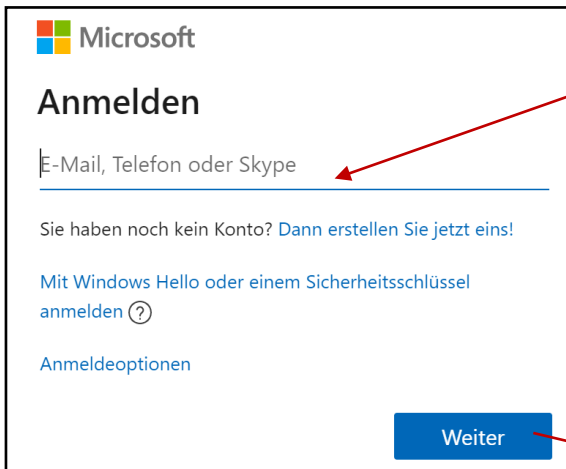 Microsoft
Anmelden
E-Mail, Telefon oder Skype
Sie haben noch kein Konto? Dann erstellen Sie jetzt eins!
Mit Windows Hello oder einem Sicherheitsschlüssel
anmelden ?
Anmeldeoptionen
Weiter